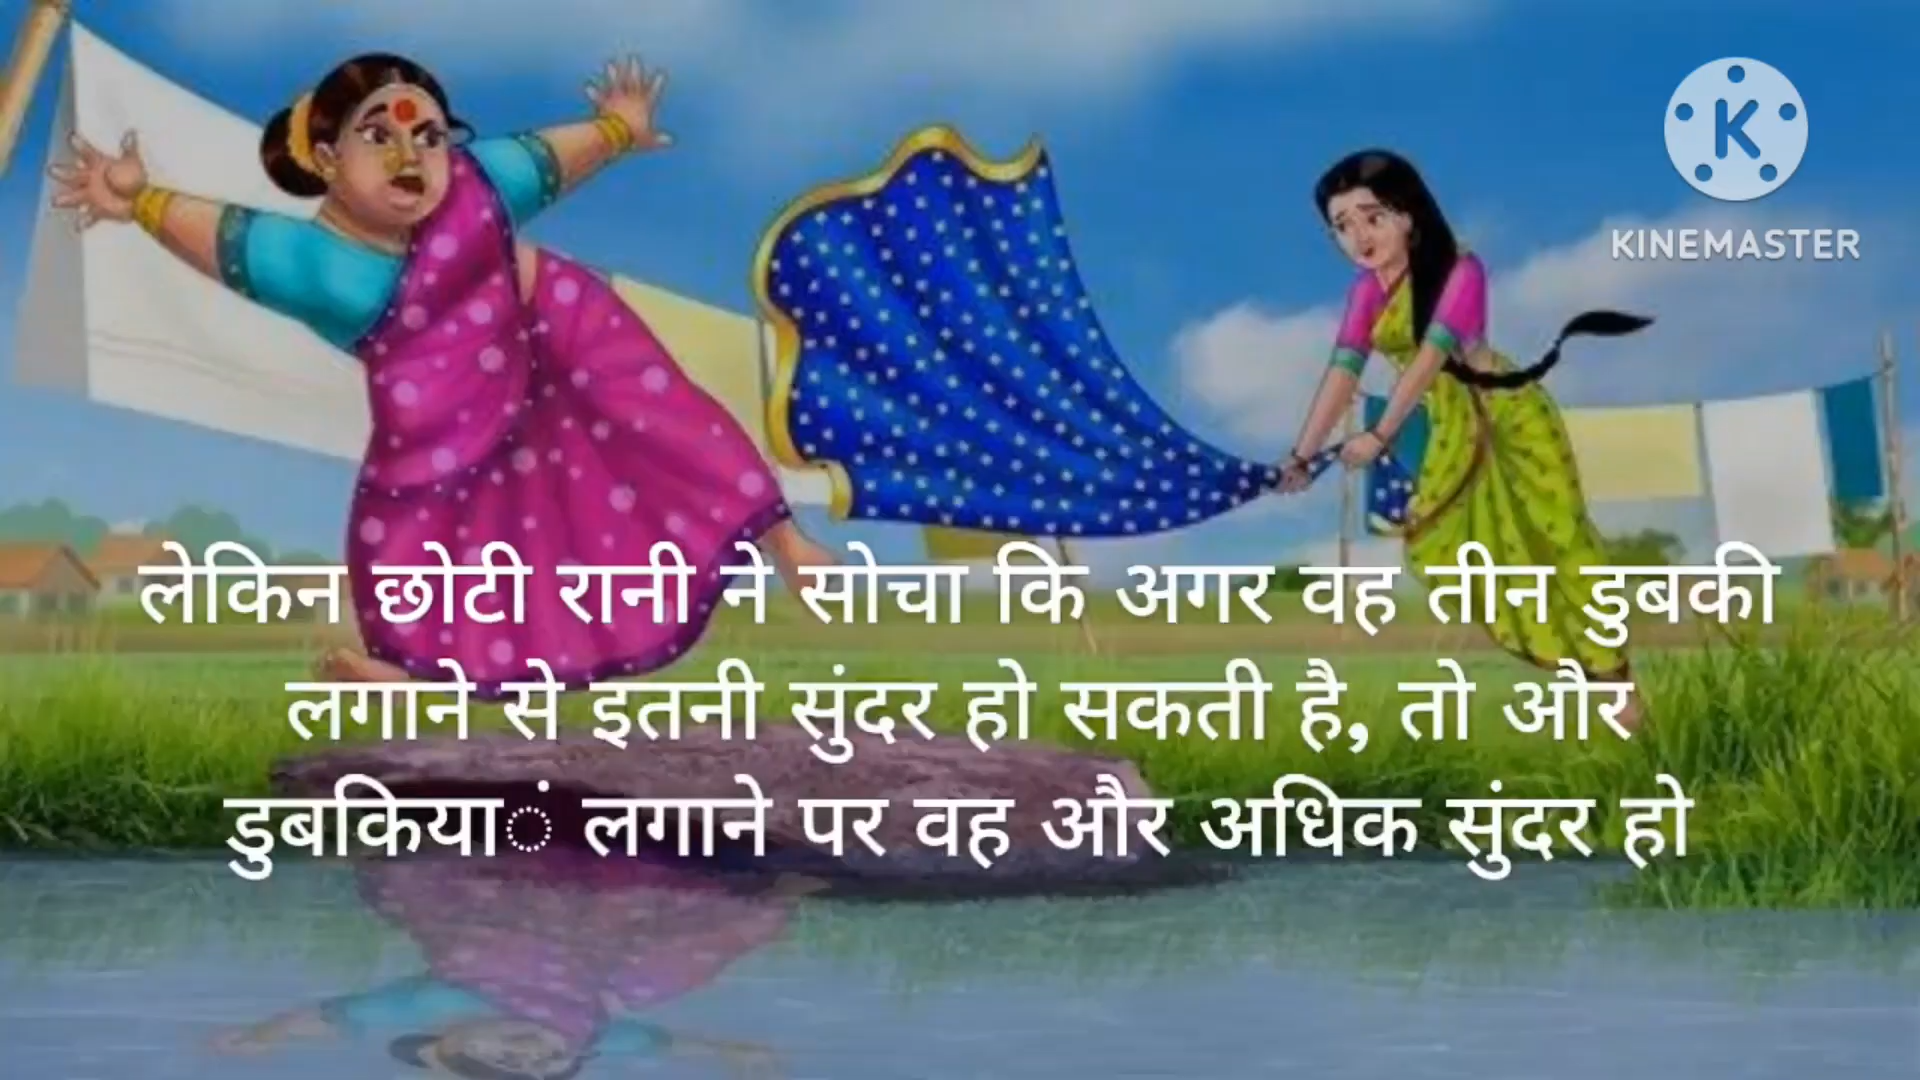 KINEMASTER
लेकिन छोटी रानी ने सोचा कि अगर वह तीन डुबकी
लगाने से इतनी सुंदर हो सकती है, तो और
डुबकियाें लगाने पर वह और अधिक सुंदर हो